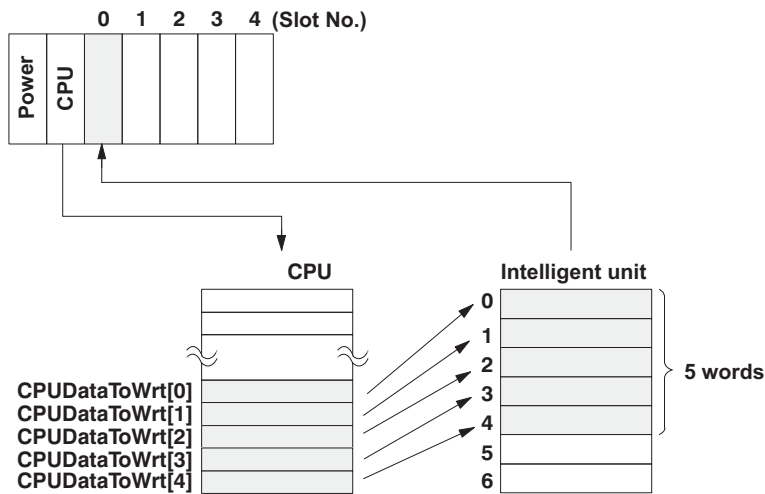 0 1 2 3 4 (Slot No.)
Power
CPU
CPU
Intelligent unit
0
1
2
3
4
5
6
5 words
CPUDataToWrt[0]
CPUDataToWrt[1]
CPUDataToWrt[2]
CPUDataToWrt[3]
CPUDataToWrt[4]